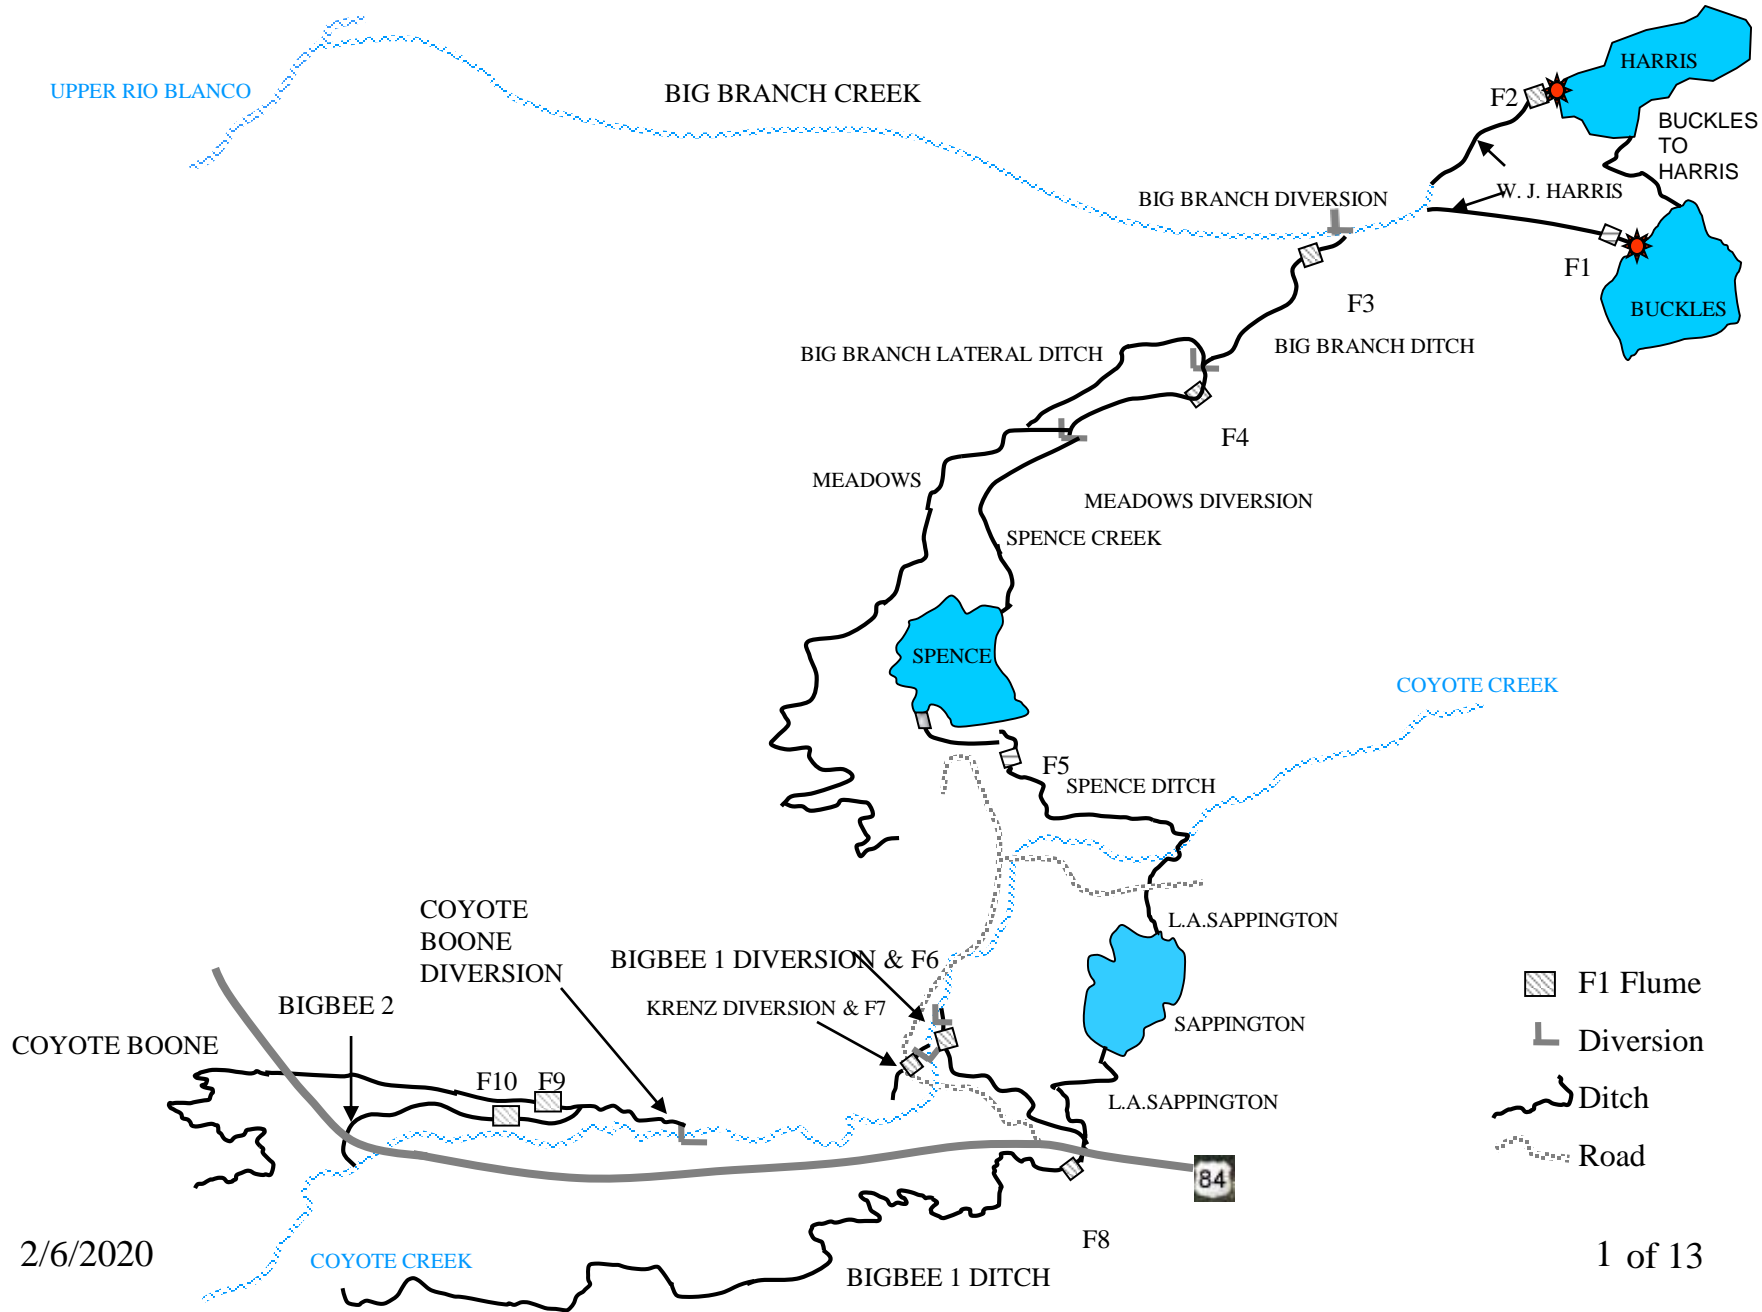 HARRIS
UPPER RIO BLANCO
BIG BRANCH CREEK
F2
BUCKLES
TO
HARRIS
W. J. HARRIS
BIG BRANCH DIVERSION
F1
F3
BUCKLES
BIG BRANCH LATERAL DITCH
BIG BRANCH DITCH
F4
MEADOWS
MEADOWS DIVERSION
SPENCE CREEK
SPENCE
COYOTE CREEK
F5
SPENCE DITCH
COYOTE
BOONE
DIVERSION
L.A.SAPPINGTON
BIGBEE 1 DIVERSION & F6
KRENZ DIVERSION & F7
BIGBEE 2
SAPPINGTON
COYOTE BOONE
F10
F9
L.A.SAPPINGTON
F1 Flume
Diversion
Ditch
Road
84
F8
2/6/2020
COYOTE CREEK
BIGBEE 1 DITCH
1 of 13